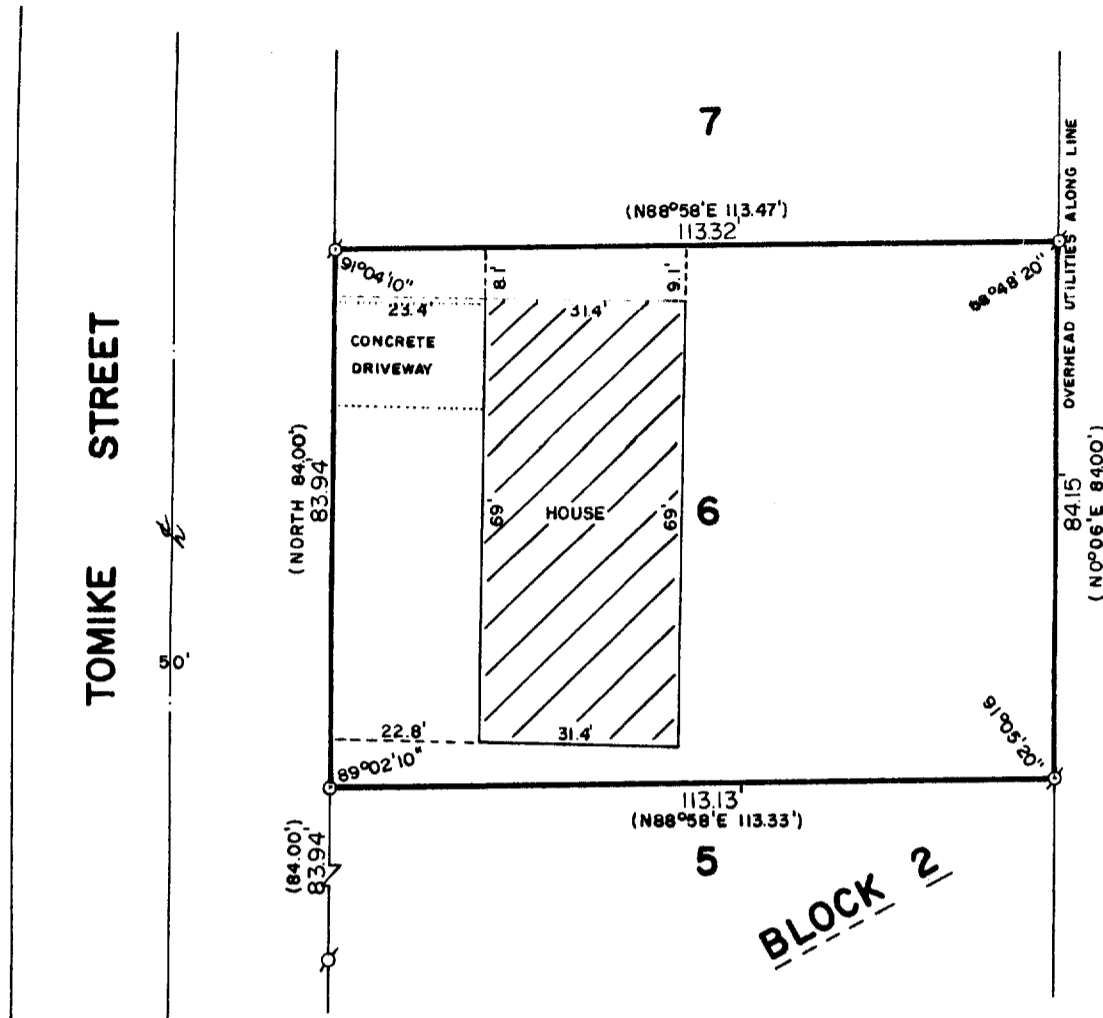 7
(N88°58'E 113.47')
113.32'
OVERHEAD UTILITIES ALONG LINE
91°04'10"
8.1'
9.1'
88°48'20"
23.4'
31.4'
CONCRETE
DRIVEWAY
TOMIKE STREET
50'
(NORTH 84.00')
83.94'
69'
HOUSE
69'
6
84.15'
(N0°06'E 84.00')
22.8'
31.4'
89°02'10"
91°05'20"
113.13'
(N88°58'E 113.33')
(84.00')
83.94'
5
BLOCK 2